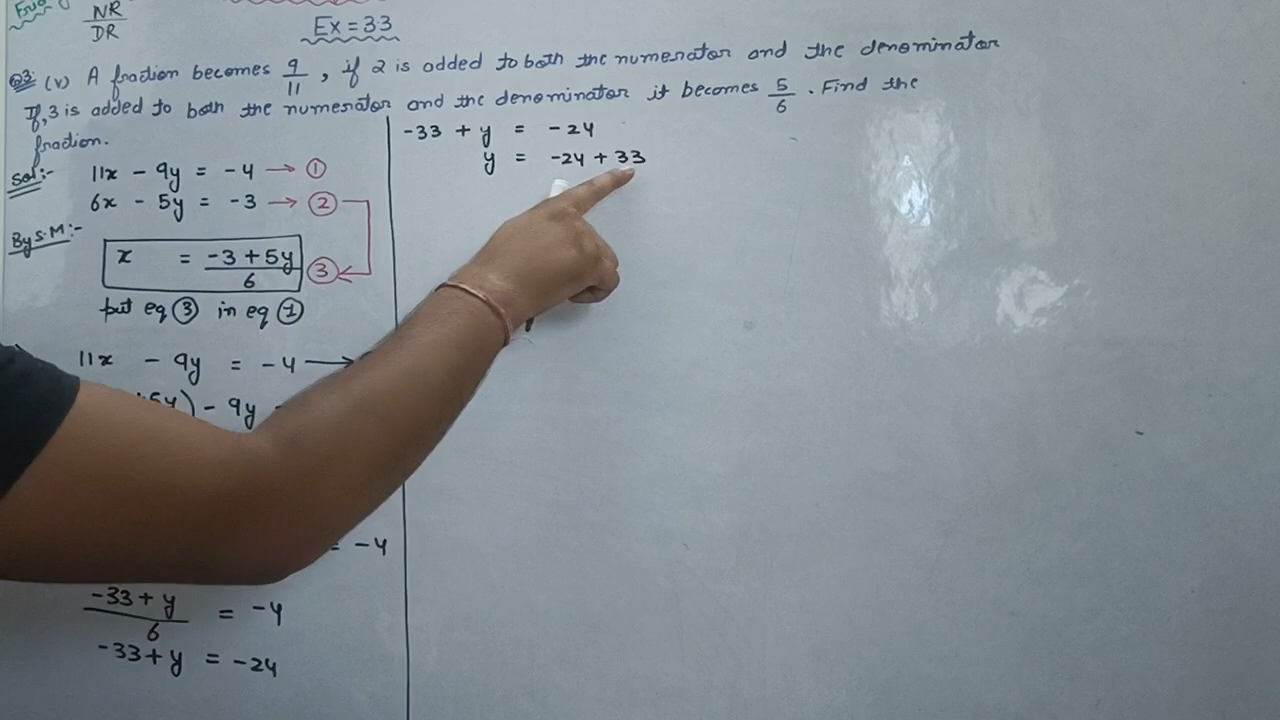 NR
DR
Ex = 3.3
Q3: (v) A fraction becomes 9/11, if 2 is added to both the numerator and the denominator
If, 3 is added to both the numerator and the denominator it becomes 5/6. Find the
fraction.
Sol:-
11x - 9y = -4 → ①
6x - 5y = -3 → ②
By S.M:-
x = -3 + 5y / 6 ③
put eq ③ in eq ①
11x - 9y = -4 →
5y) - 9y
= -4
-33 + y / 6 = -4
-33 + y = -24
-33 + y = -24
y = -24 + 33